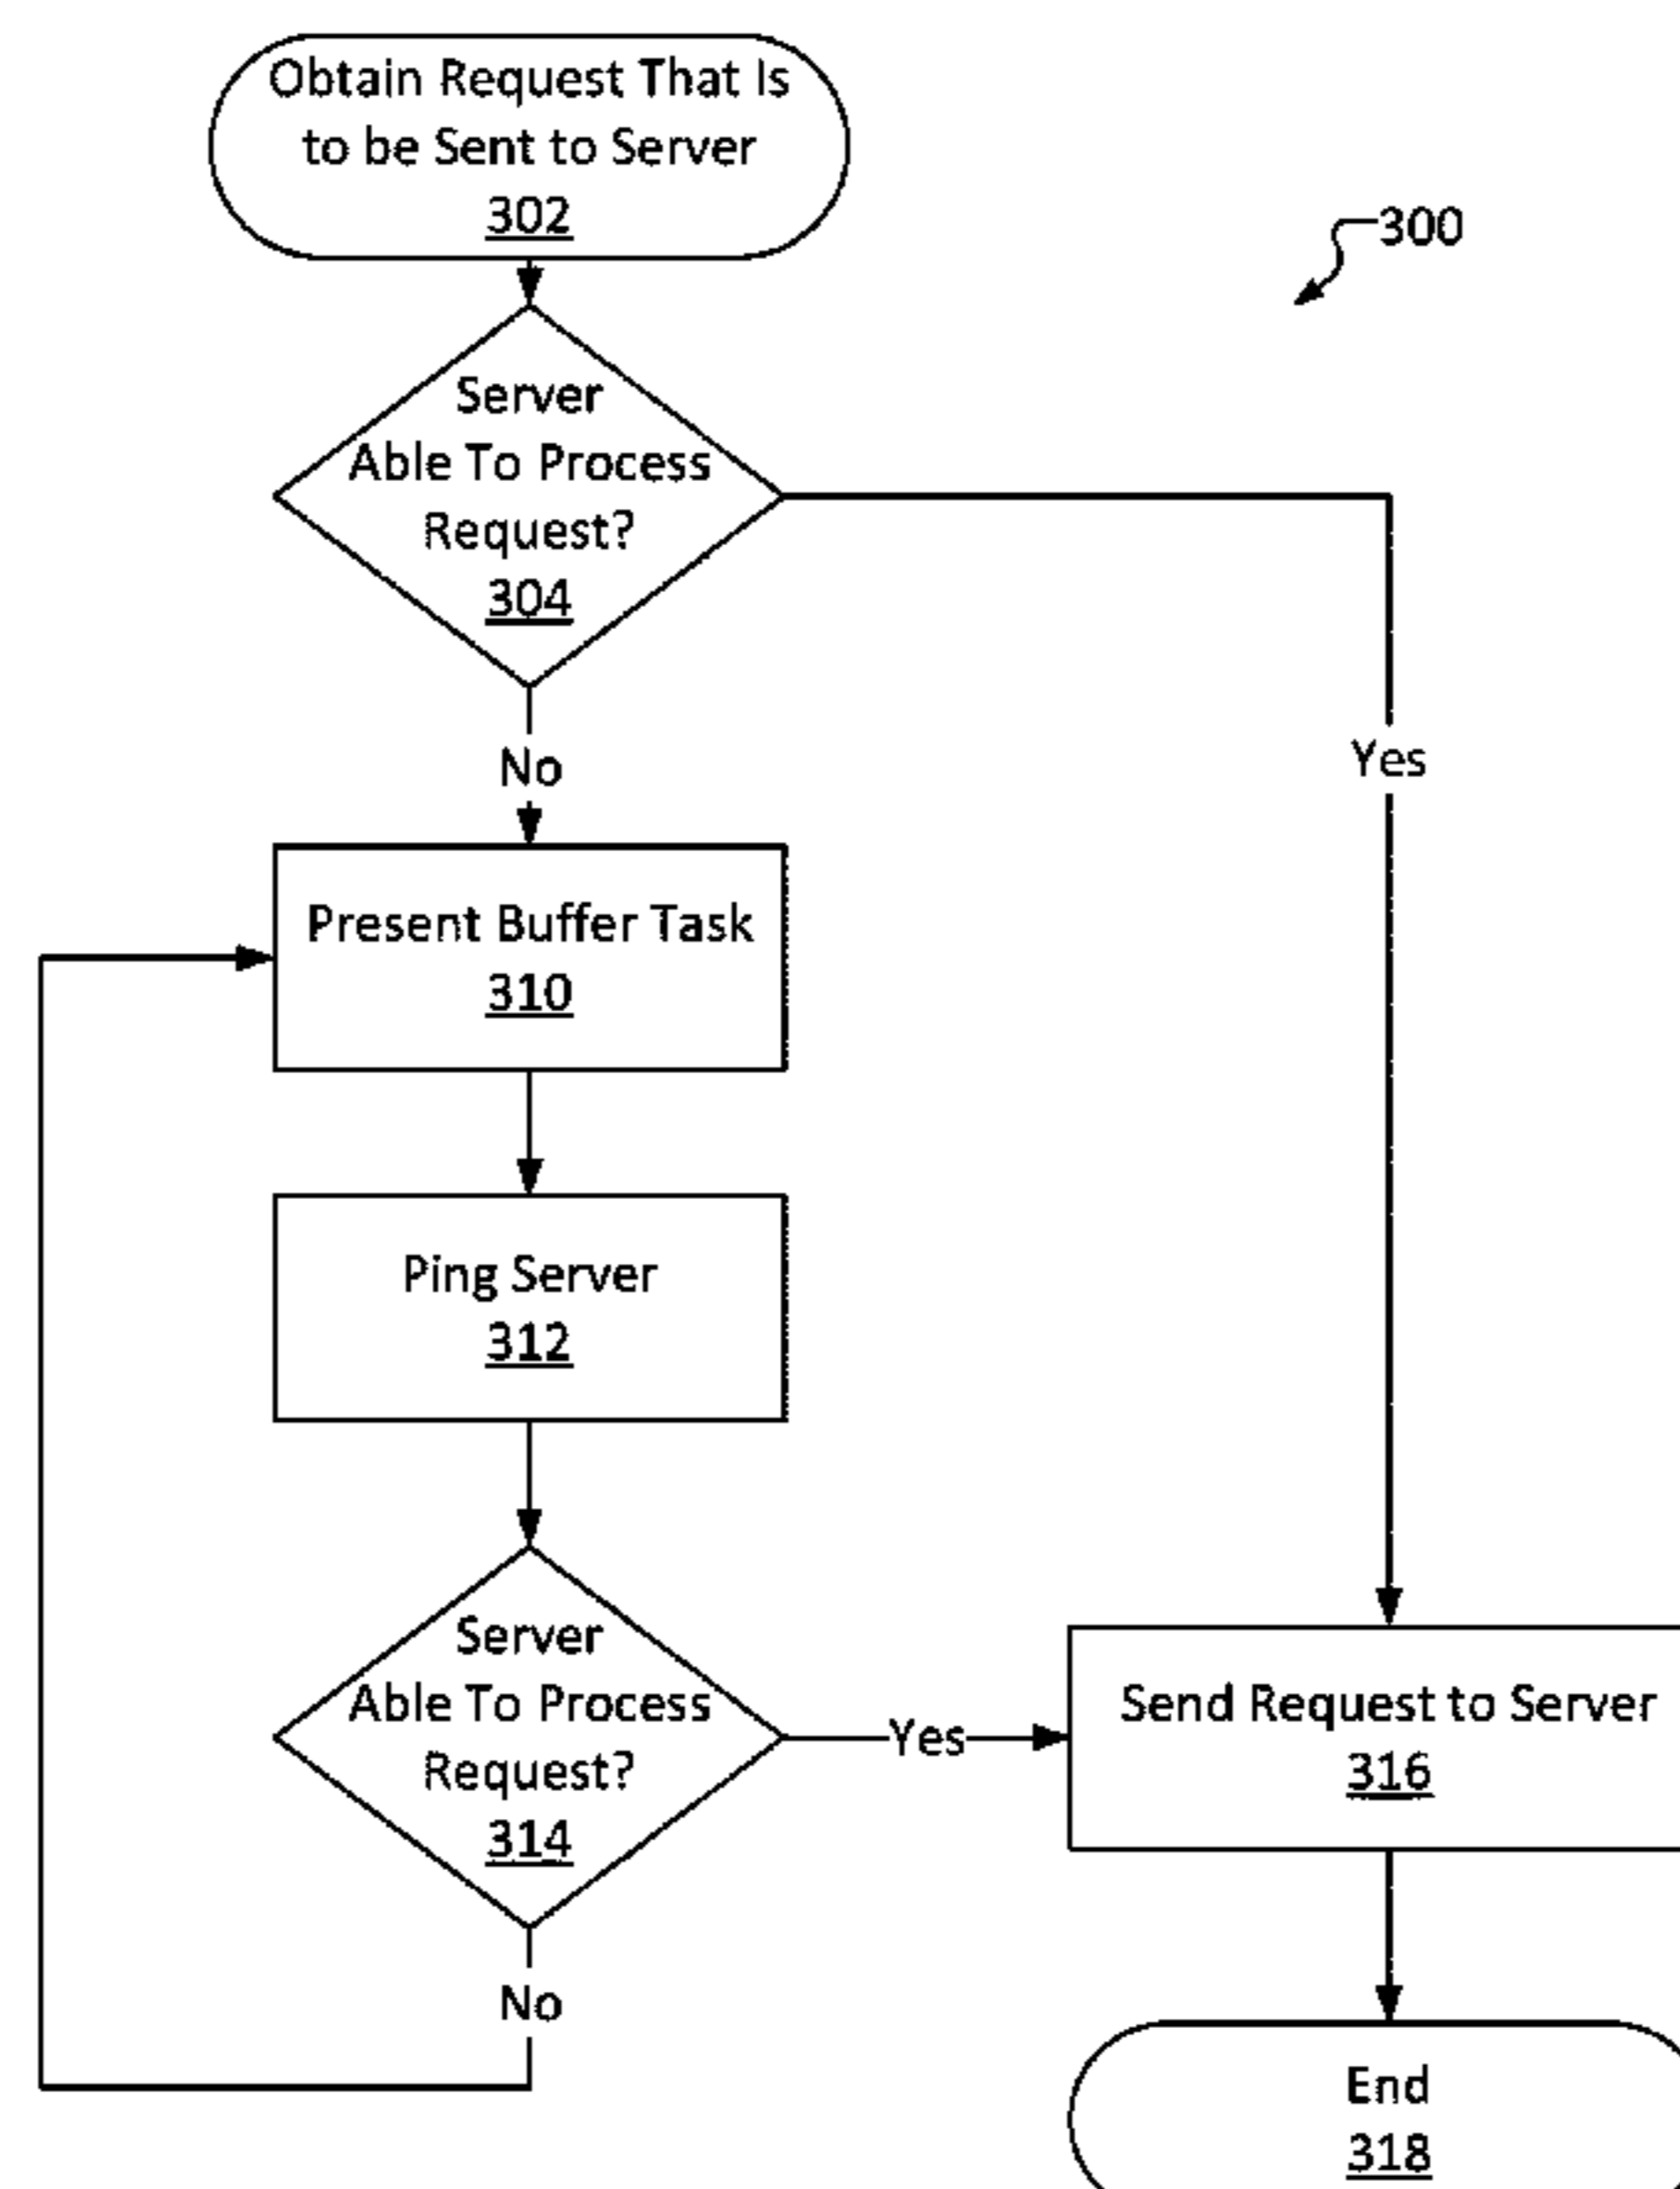 Obtain Request That Is
to be Sent to Server
302
300
Server
Able To Process
Request?
304
No
Yes
Present Buffer Task
310
Ping Server
312
Server
Able To Process
Request?
314
Yes
Send Request to Server
316
No
End
318